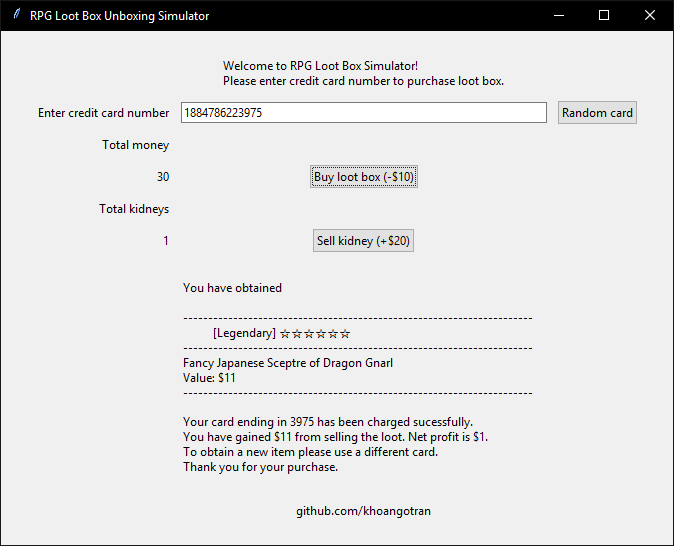 RPG Loot Box Unboxing Simulator
Welcome to RPG Loot Box Simulator!
Please enter credit card number to purchase loot box.
Enter credit card number 1884786223975 Random card
Total money
30 Buy loot box (-$10)
Total kidneys
1 Sell kidney (+$20)
You have obtained
----------------------------------------------------------------------
[Legendary] ☆☆☆☆☆☆
----------------------------------------------------------------------
Fancy Japanese Sceptre of Dragon Gnarl
Value: $11
----------------------------------------------------------------------
Your card ending in 3975 has been charged sucessfully.
You have gained $11 from selling the loot. Net profit is $1.
To obtain a new item please use a different card.
Thank you for your purchase.
github.com/khoangotran